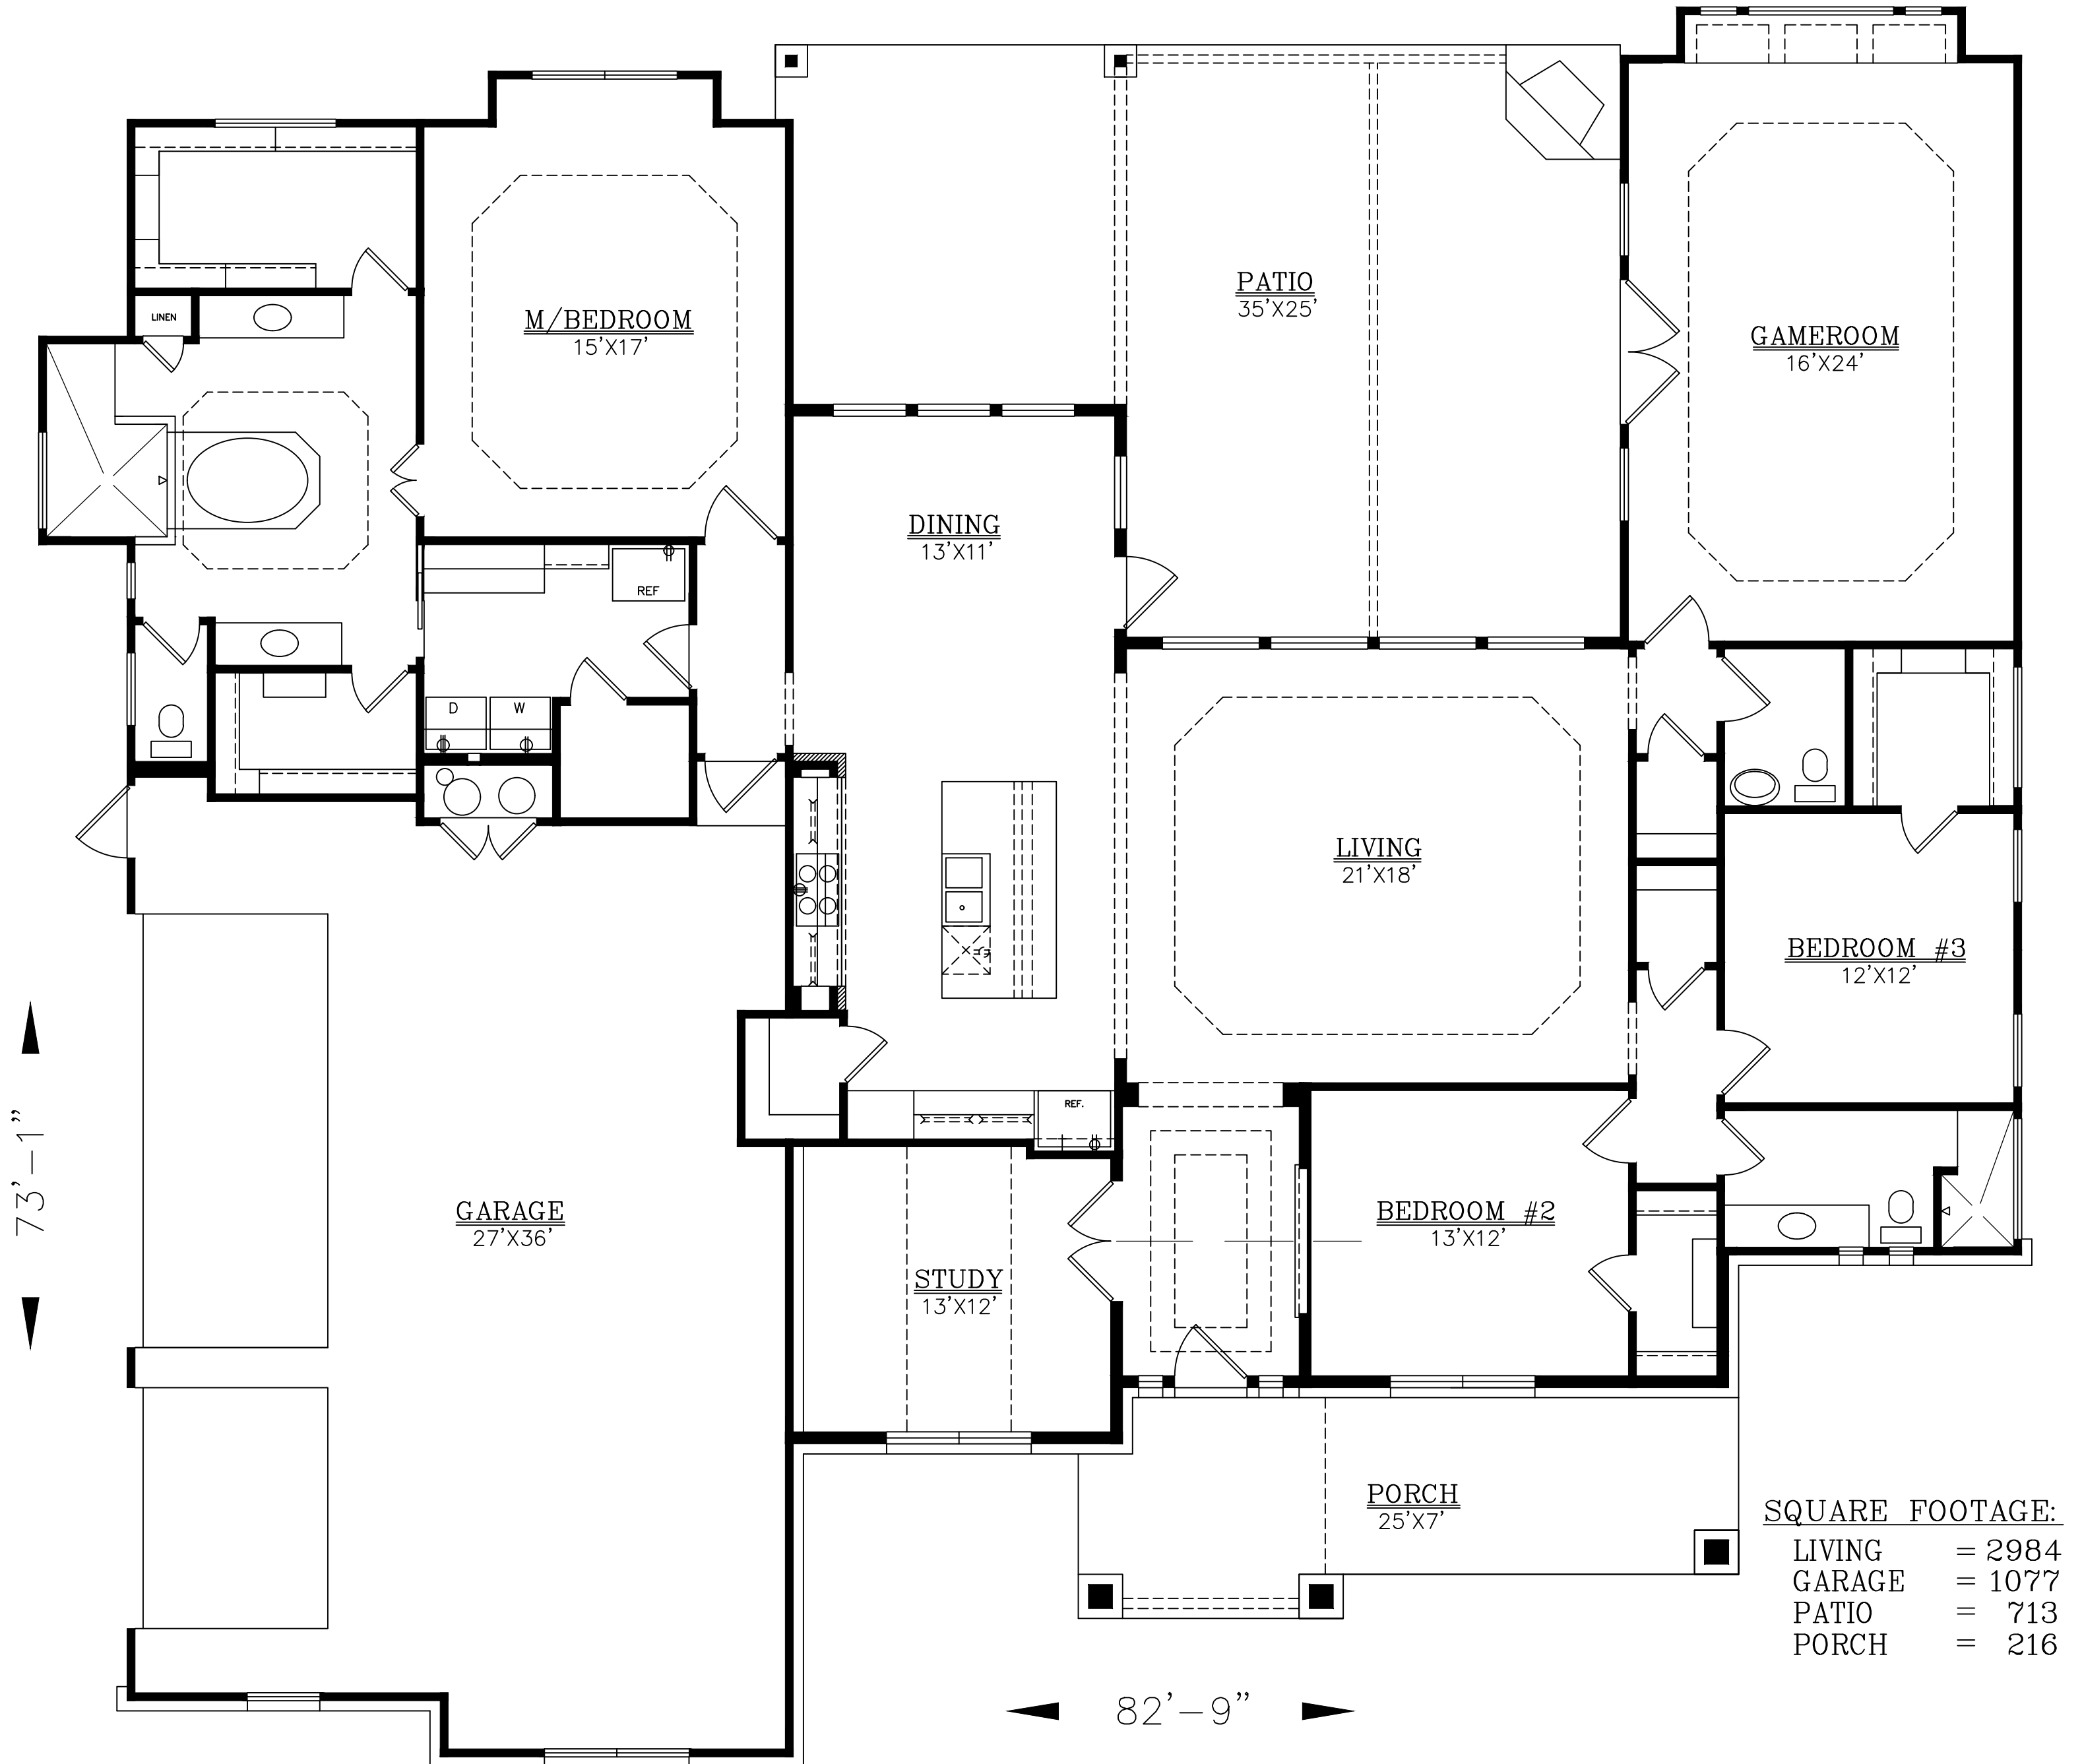 PATIO
35'X25'
M/BEDROOM
15'X17'
GAMEROOM
16'X24'
LINEN
DINING
13'X11'
REF
D
W
LIVING
21'X18'
BEDROOM #3
12'X12'
REF.
73'-1"
GARAGE
27'X36'
BEDROOM #2
13'X12'
STUDY
13'X12'
PORCH
25'X7'
SQUARE FOOTAGE:
LIVING = 2984
GARAGE = 1077
PATIO = 713
PORCH = 216
82'-9"